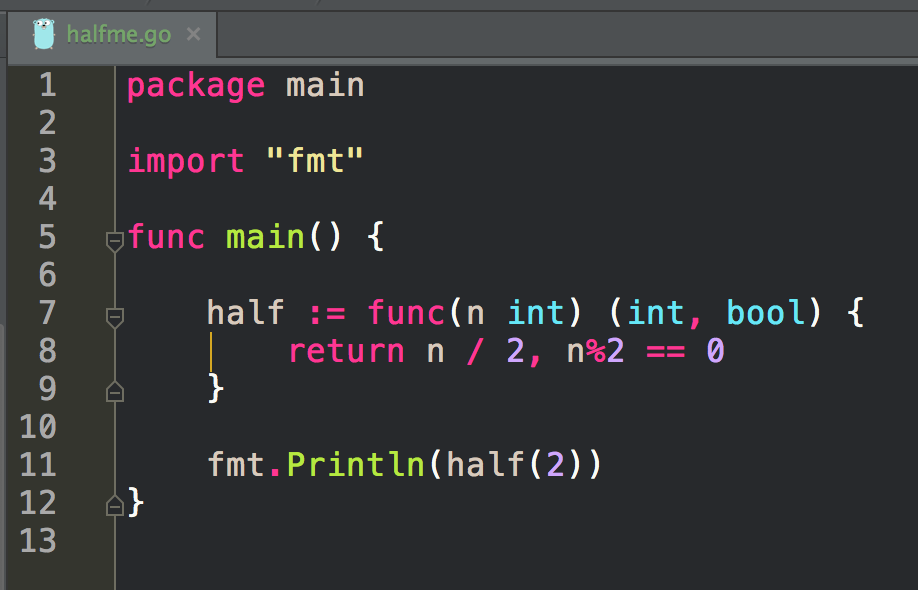 halfme.go ×
1 package main
2
3 import "fmt"
4
5 func main() {
6
7     half := func(n int) (int, bool) {
8         return n / 2, n%2 == 0
9     }
10
11     fmt.Println(half(2))
12 }
13